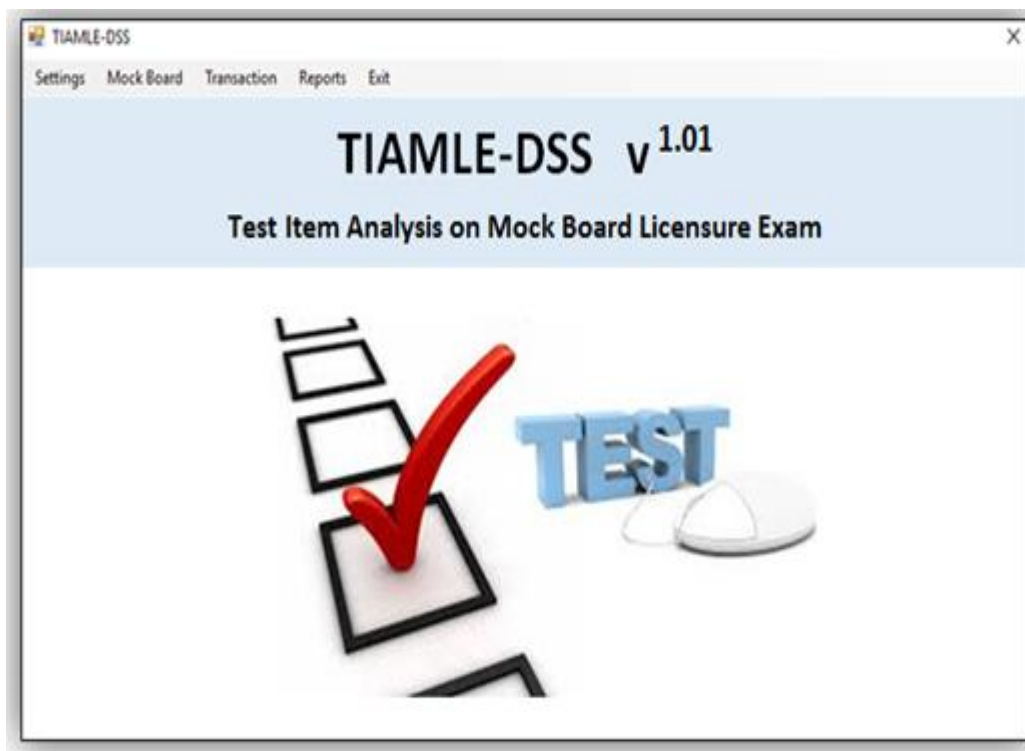 TIAMLE-DSS
Settings Mock Board Transaction Reports Exit
TIAMLE-DSS v 1.01
Test Item Analysis on Mock Board Licensure Exam
TEST